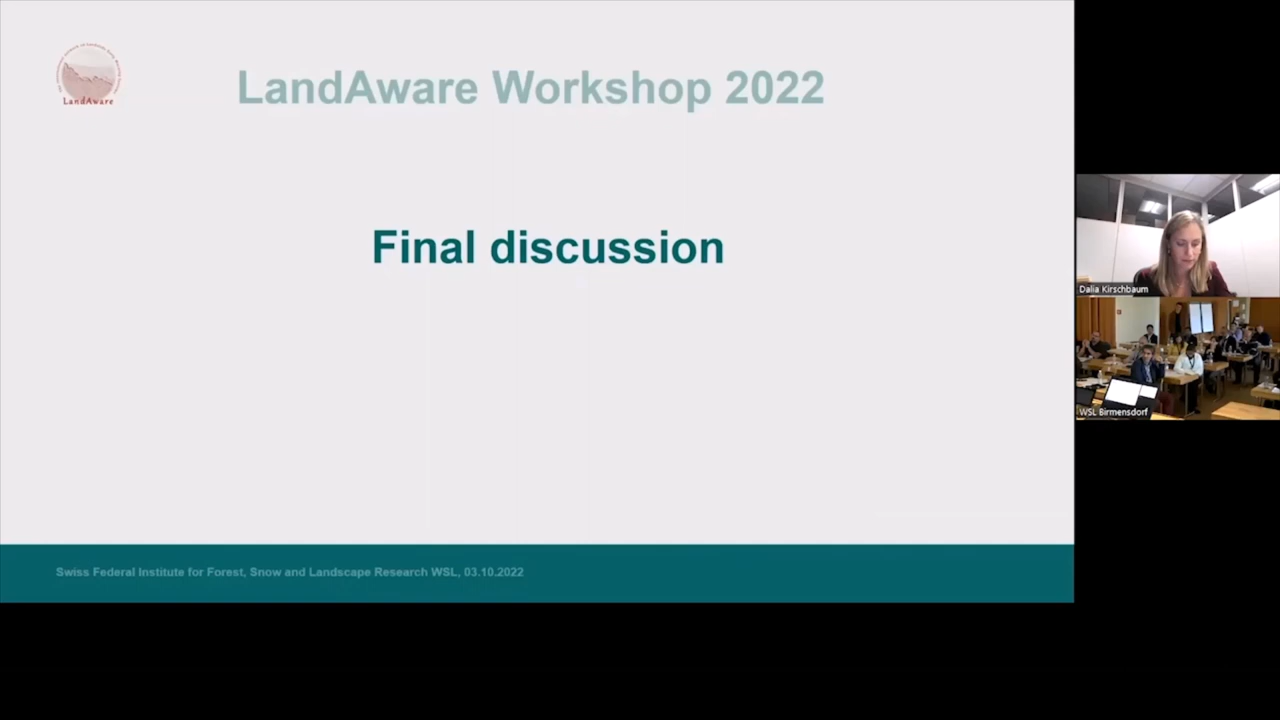 LandAware
LandAware Workshop 2022
Final discussion
Dalia Kirschbaum
WSL Birmensdorf
Swiss Federal Institute for Forest, Snow and Landscape Research WSL, 03.10.2022